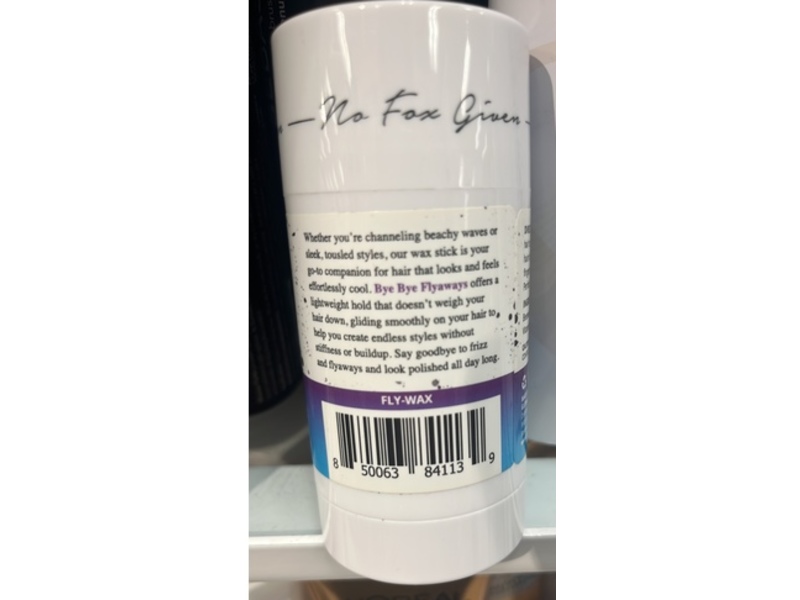 —No Fox Given—
Whether you're channeling beachy waves or
sleek, tousled styles, our wax stick is your
go-to companion for hair that looks and feels
effortlessly cool. Bye Bye Flyaways offers a
lightweight hold that doesn't weigh your
hair down, gliding smoothly on your hair to
help you create endless styles without
stiffness or buildup. Say goodbye to frizz
and flyaways and look polished all day long.
FLY-WAX
8 50063 84113 9